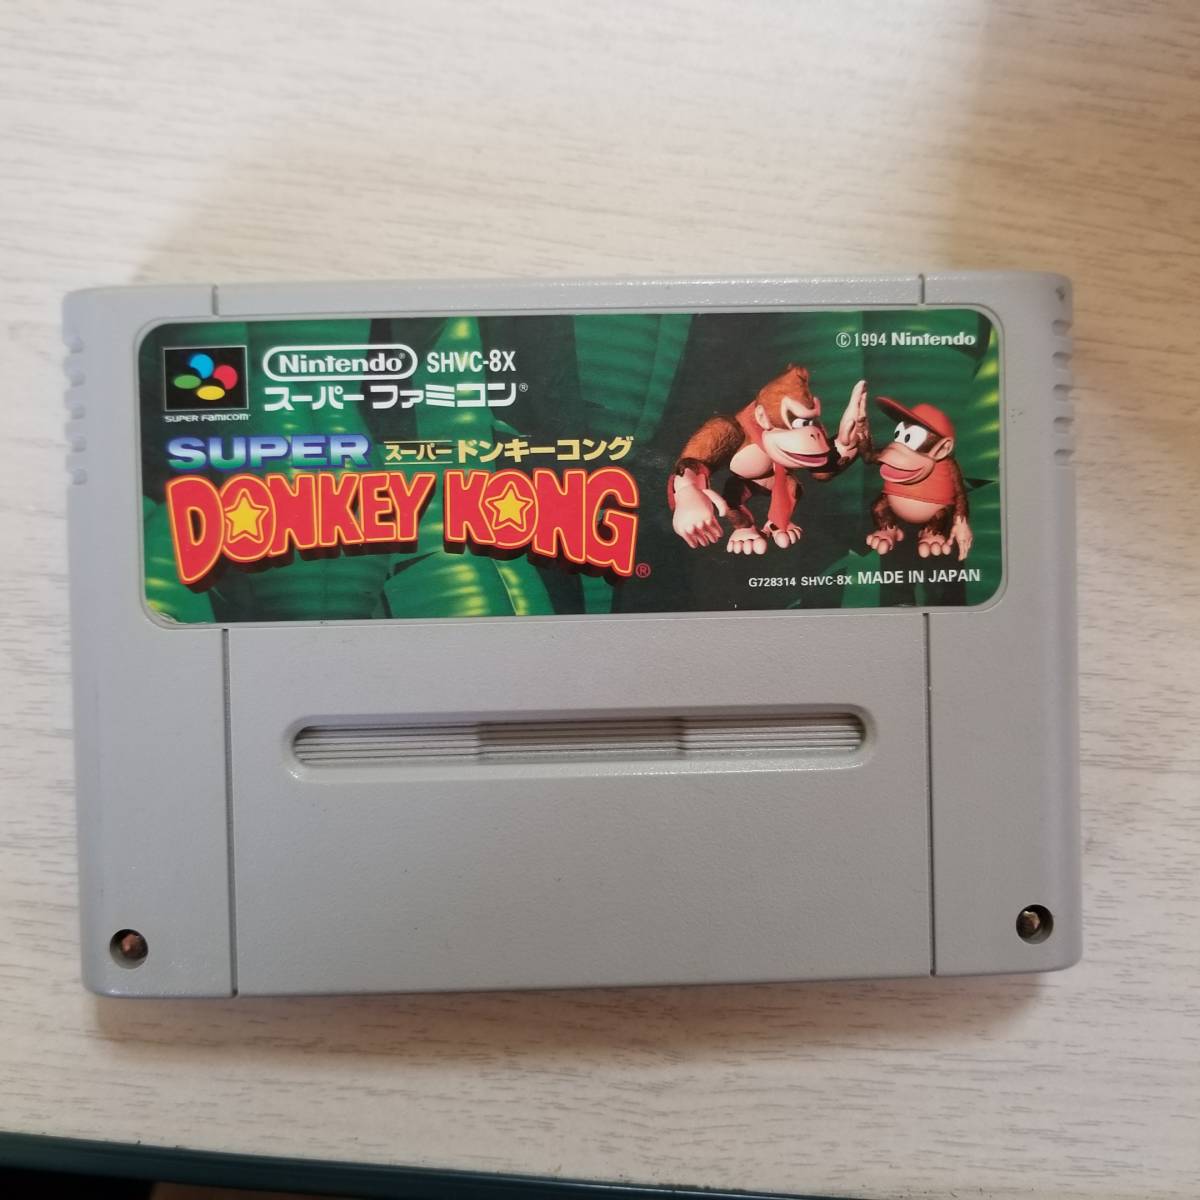 ©1994 Nintendo
Nintendo® SHVC-8X
スーパーファミコン®
SUPER FAMICOM
SUPER スーパードンキーコング
DONKEY KONG®
G728314 SHVC-8X MADE IN JAPAN